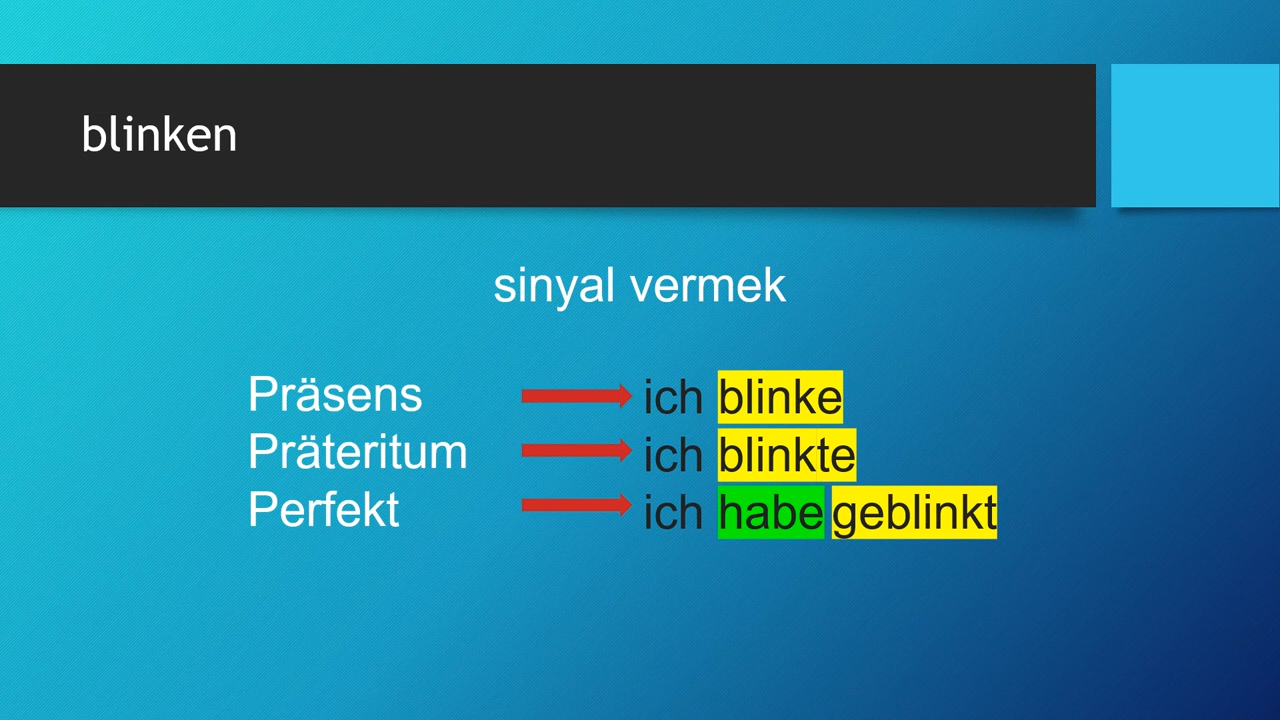 blinken
sinyal vermek
Präsens ich blinke
Präteritum ich blinkte
Perfekt ich habe geblinkt